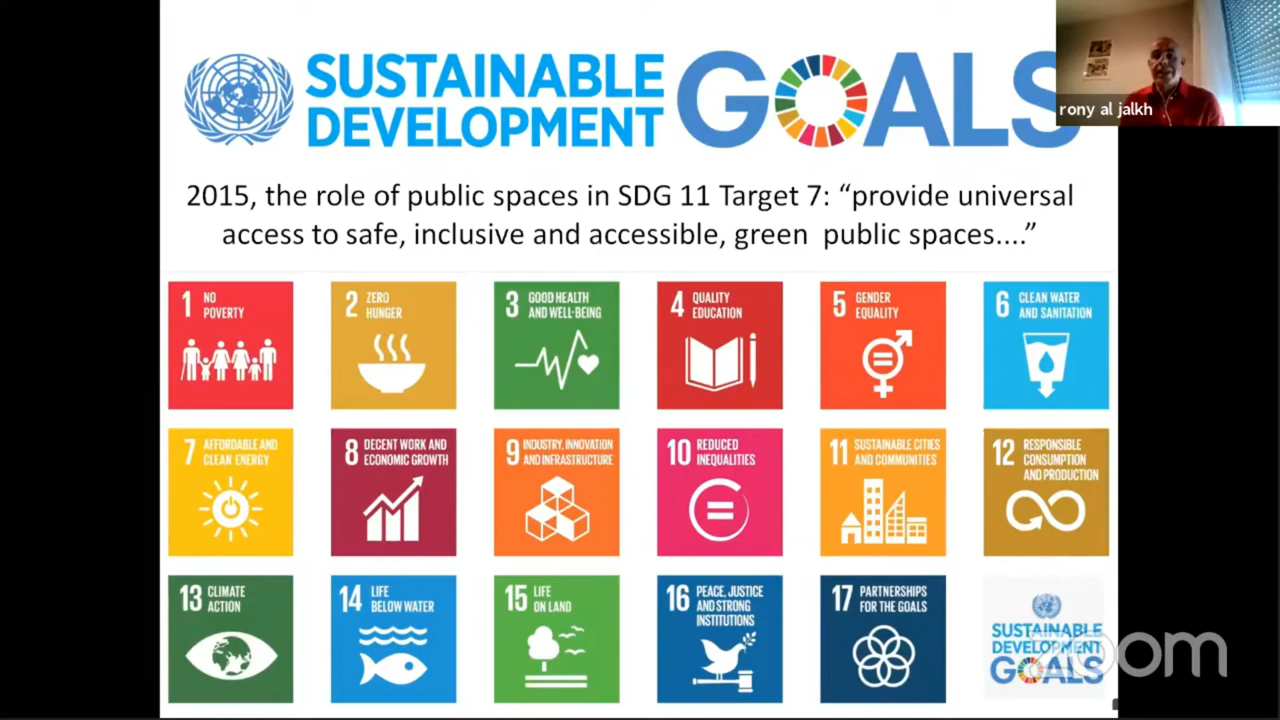 SUSTAINABLE
DEVELOPMENT
GOALS
rony al jalkh
2015, the role of public spaces in SDG 11 Target 7: “provide universal
access to safe, inclusive and accessible, green public spaces....”
1 NO
POVERTY
2 ZERO
HUNGER
3 GOOD HEALTH
AND WELL-BEING
4 QUALITY
EDUCATION
5 GENDER
EQUALITY
6 CLEAN WATER
AND SANITATION
7 AFFORDABLE AND
CLEAN ENERGY
8 DECENT WORK AND
ECONOMIC GROWTH
9 INDUSTRY, INNOVATION
AND INFRASTRUCTURE
10 REDUCED
INEQUALITIES
11 SUSTAINABLE CITIES
AND COMMUNITIES
12 RESPONSIBLE
CONSUMPTION
AND PRODUCTION
13 CLIMATE
ACTION
14 LIFE
BELOW WATER
15 LIFE
ON LAND
16 PEACE, JUSTICE
AND STRONG
INSTITUTIONS
17 PARTNERSHIPS
FOR THE GOALS
SUSTAINABLE
DEVELOPMENT
GOALS
zoom